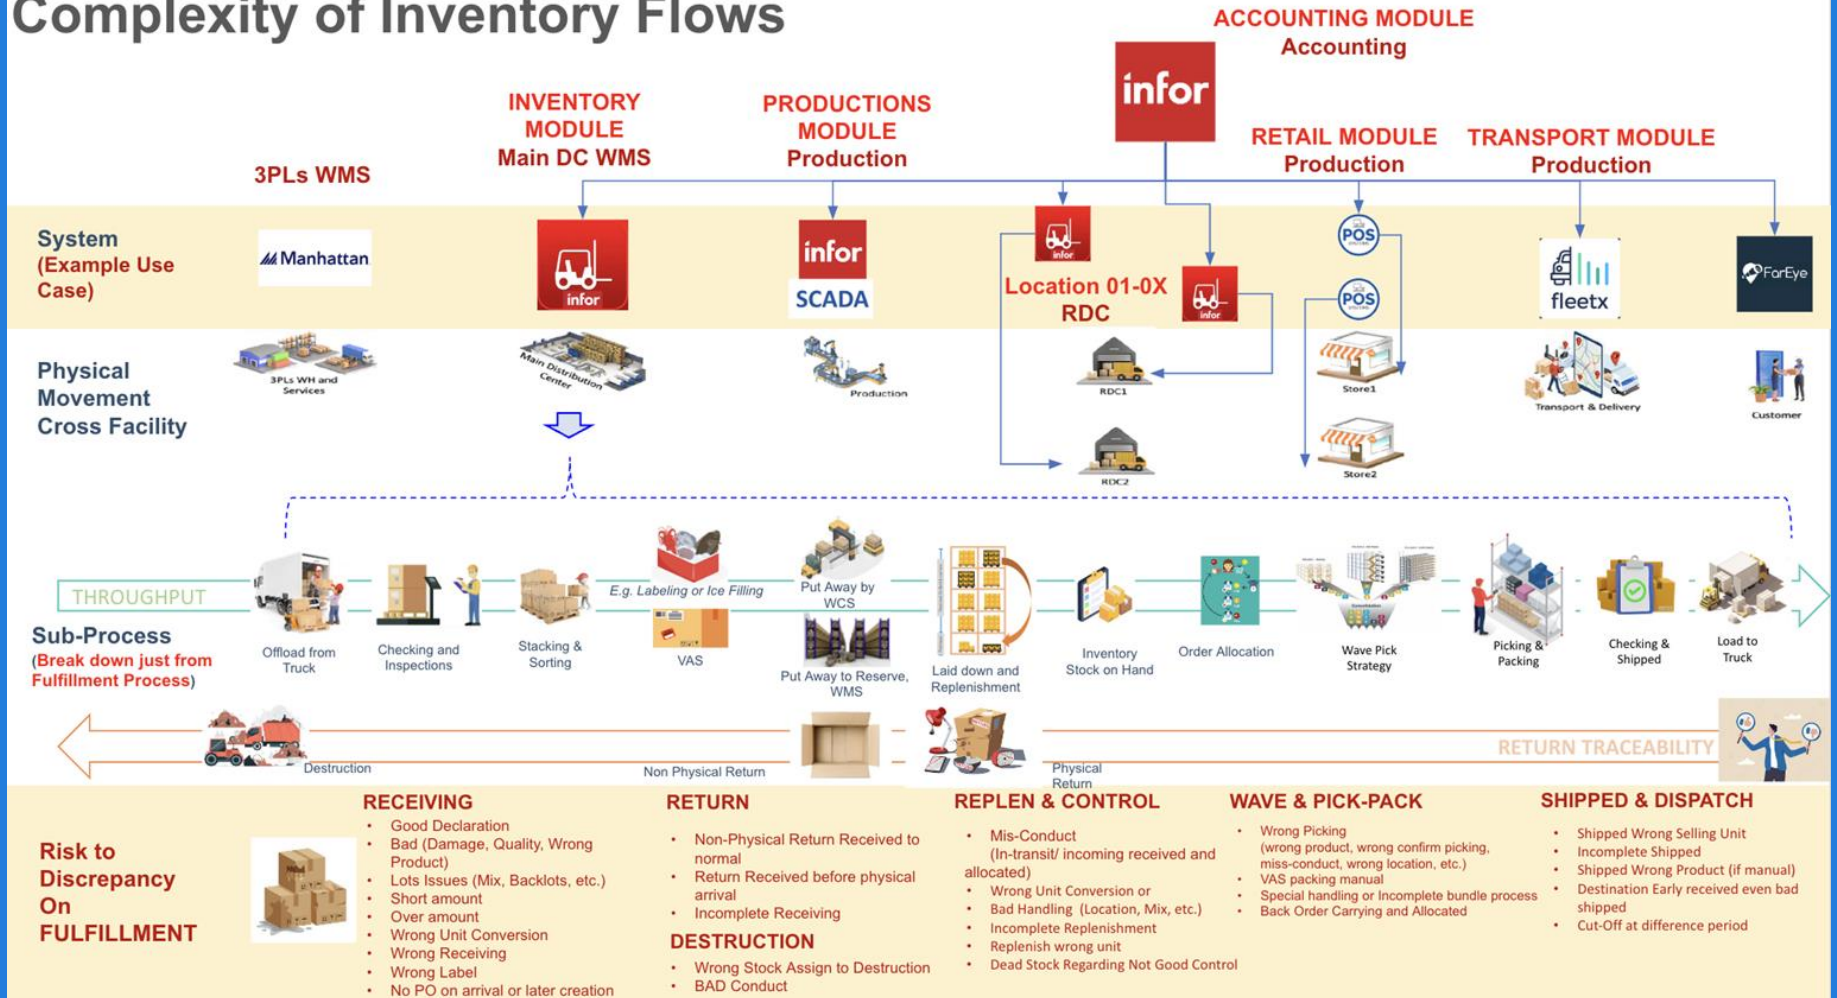 Complexity of Inventory Flows
ACCOUNTING MODULE
Accounting
infor
INVENTORY
MODULE
Main DC WMS
PRODUCTIONS
MODULE
Production
RETAIL MODULE
Production
TRANSPORT MODULE
Production
3PLs WMS
System
(Example Use
Case)
Manhattan
infor
infor
SCADA
infor
Location 01-0X
RDC
infor
POS
POS
fleetx
FarEye
Physical
Movement
Cross Facility
3PLs WH and
Services
Main Distribution
Center
Production
RDC1
RDC2
Store1
Store2
Transport & Delivery
Customer
THROUGHPUT
Sub-Process
(Break down just from
Fulfillment Process)
Offload from
Truck
Checking and
Inspections
Stacking &
Sorting
E.g. Labeling or Ice Filling
VAS
Put Away by
WCS
Put Away to Reserve,
WMS
Laid down and
Replenishment
Inventory
Stock on Hand
Order Allocation
Wave Pick
Strategy
Picking &
Packing
Checking &
Shipped
Load to
Truck
Destruction
Non Physical Return
Physical
Return
RETURN TRACEABILITY
Risk to
Discrepancy
On
FULFILLMENT
RECEIVING
• Good Declaration
• Bad (Damage, Quality, Wrong
Product)
• Lots Issues (Mix, Backlots, etc.)
• Short amount
• Over amount
• Wrong Unit Conversion
• Wrong Receiving
• Wrong Label
• No PO on arrival or later creation
RETURN
• Non-Physical Return Received to
normal
• Return Received before physical
arrival
• Incomplete Receiving
DESTRUCTION
• Wrong Stock Assign to Destruction
• BAD Conduct
REPLEN & CONTROL
• Mis-Conduct
(In-transit/ incoming received and
allocated)
• Wrong Unit Conversion or
• Bad Handling (Location, Mix, etc.)
• Incomplete Replenishment
• Replenish wrong unit
• Dead Stock Regarding Not Good Control
WAVE & PICK-PACK
• Wrong Picking
(wrong product, wrong confirm picking,
miss-conduct, wrong location, etc.)
• VAS packing manual
• Special handling or Incomplete bundle process
• Back Order Carrying and Allocated
SHIPPED & DISPATCH
• Shipped Wrong Selling Unit
• Incomplete Shipped
• Shipped Wrong Product (if manual)
• Destination Early received even bad
shipped
• Cut-Off at difference period